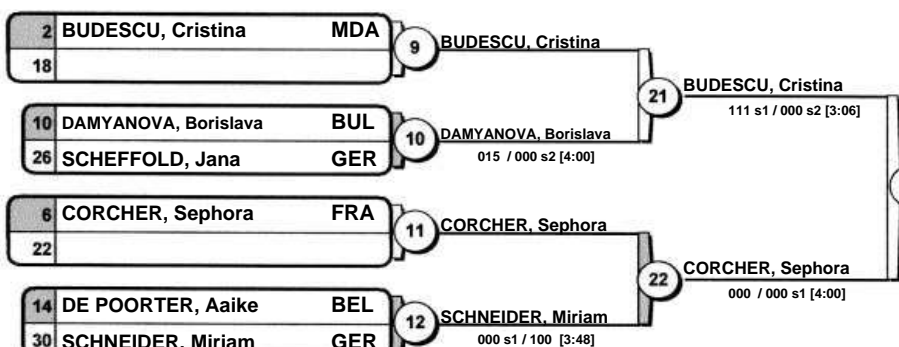 2 BUDESCU, Cristina MDA
18
9
BUDESCU, Cristina
10 DAMYANOVA, Borislava BUL
26 SCHEFFOLD, Jana GER
10
DAMYANOVA, Borislava
015 / 000 s2 [4:00]
21
BUDESCU, Cristina
111 s1 / 000 s2 [3:06]
6 CORCHER, Sephora FRA
22
11
CORCHER, Sephora
14 DE POORTER, Aaike BEL
30 SCHNEIDER, Miriam GER
12
SCHNEIDER, Miriam
000 s1 / 100 [3:48]
22
CORCHER, Sephora
000 / 000 s1 [4:00]